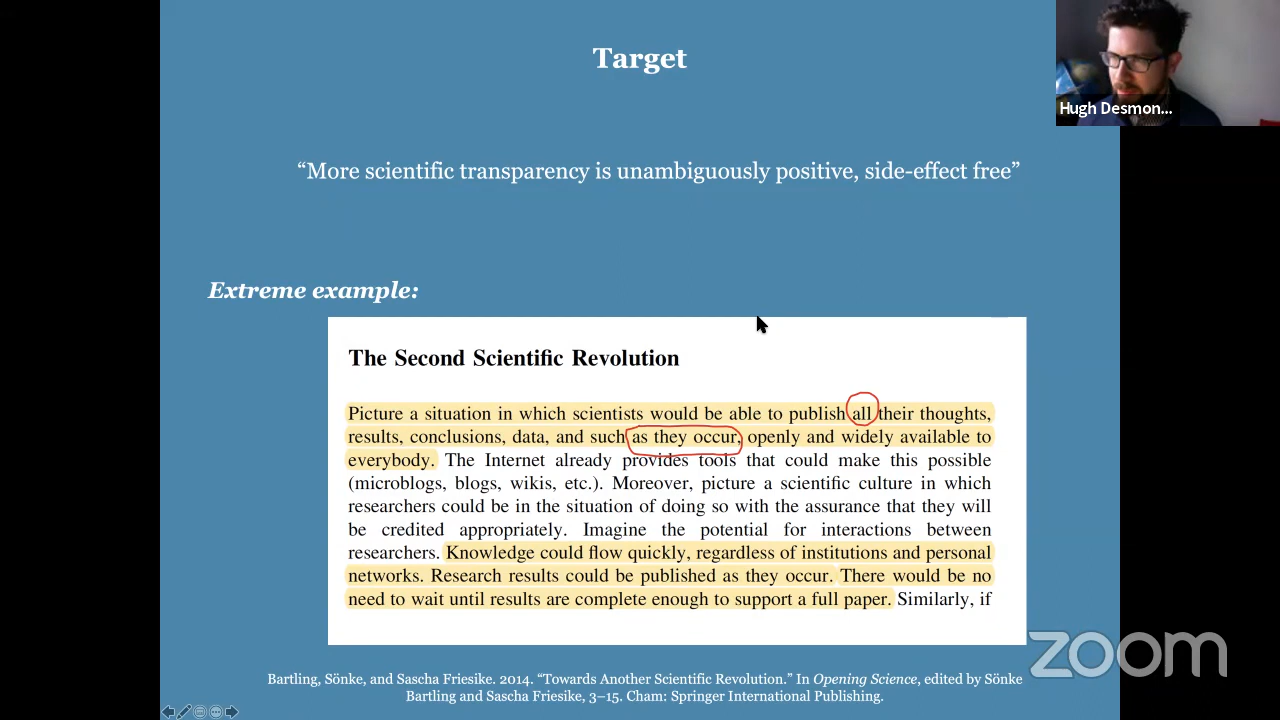 Target
Hugh Desmon...
“More scientific transparency is unambiguously positive, side-effect free”
Extreme example:
The Second Scientific Revolution
Picture a situation in which scientists would be able to publish all their thoughts,
results, conclusions, data, and such as they occur, openly and widely available to
everybody. The Internet already provides tools that could make this possible
(microblogs, blogs, wikis, etc.). Moreover, picture a scientific culture in which
researchers could be in the situation of doing so with the assurance that they will
be credited appropriately. Imagine the potential for interactions between
researchers. Knowledge could flow quickly, regardless of institutions and personal
networks. Research results could be published as they occur. There would be no
need to wait until results are complete enough to support a full paper. Similarly, if
zoom
Bartling, Sönke, and Sascha Friesike. 2014. “Towards Another Scientific Revolution.” In Opening Science, edited by Sönke
Bartling and Sascha Friesike, 3–15. Cham: Springer International Publishing.